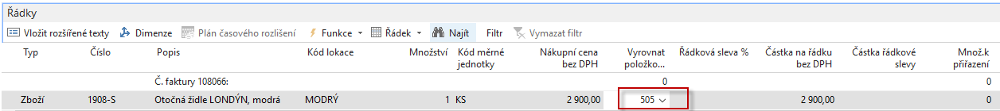 Řádky
Vložit rozšířené texty Dimenze Plán časového rozlišení Funkce Řádek Najít Filtr Vymazat filtr
Typ Číslo Popis Kód lokace Množství Kód měrné jednotky Nákupní cena bez DPH Vyrovnat položko... Řádková sleva % Částka na řádku bez DPH Částka řádkové slevy Množ.k přiřazení
Č. faktury 108066: 0 0
Zboží 1908-S Otočná židle LONDÝN, modrá MODRÝ 1 KS 2 900,00 505 2 900,00 0